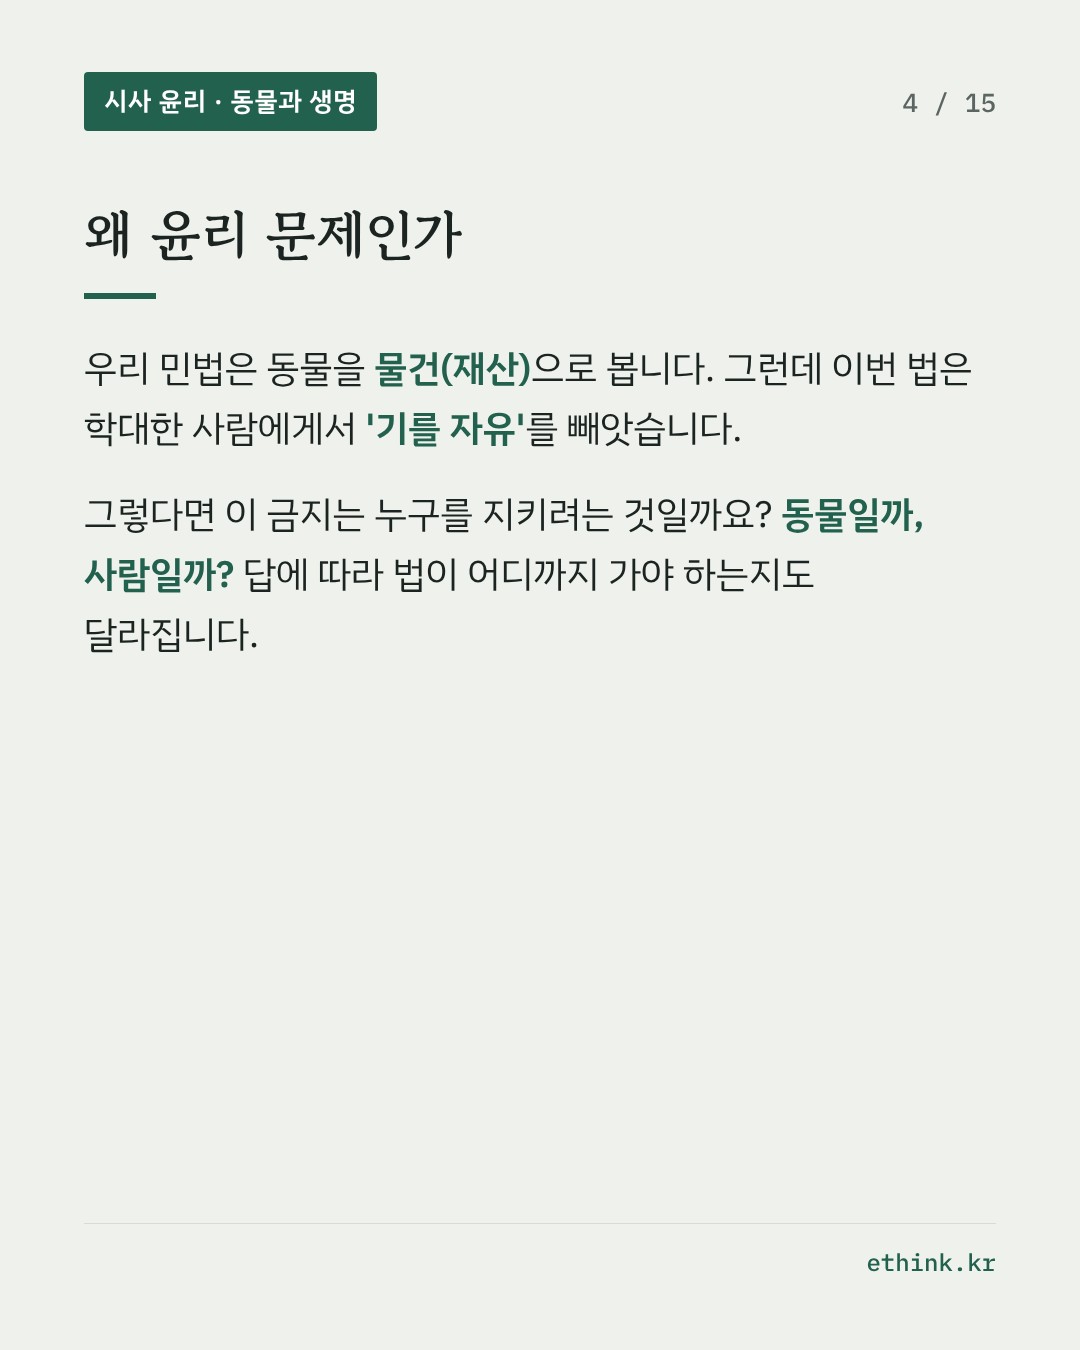 시사 윤리 · 동물과 생명
4 / 15
왜 윤리 문제인가
우리 민법은 동물을 물건(재산)으로 봅니다. 그런데 이번 법은
학대한 사람에게서 '기를 자유'를 빼앗습니다.
그렇다면 이 금지는 누구를 지키려는 것일까요? 동물일까,
사람일까? 답에 따라 법이 어디까지 가야 하는지도
달라집니다.
ethink.kr